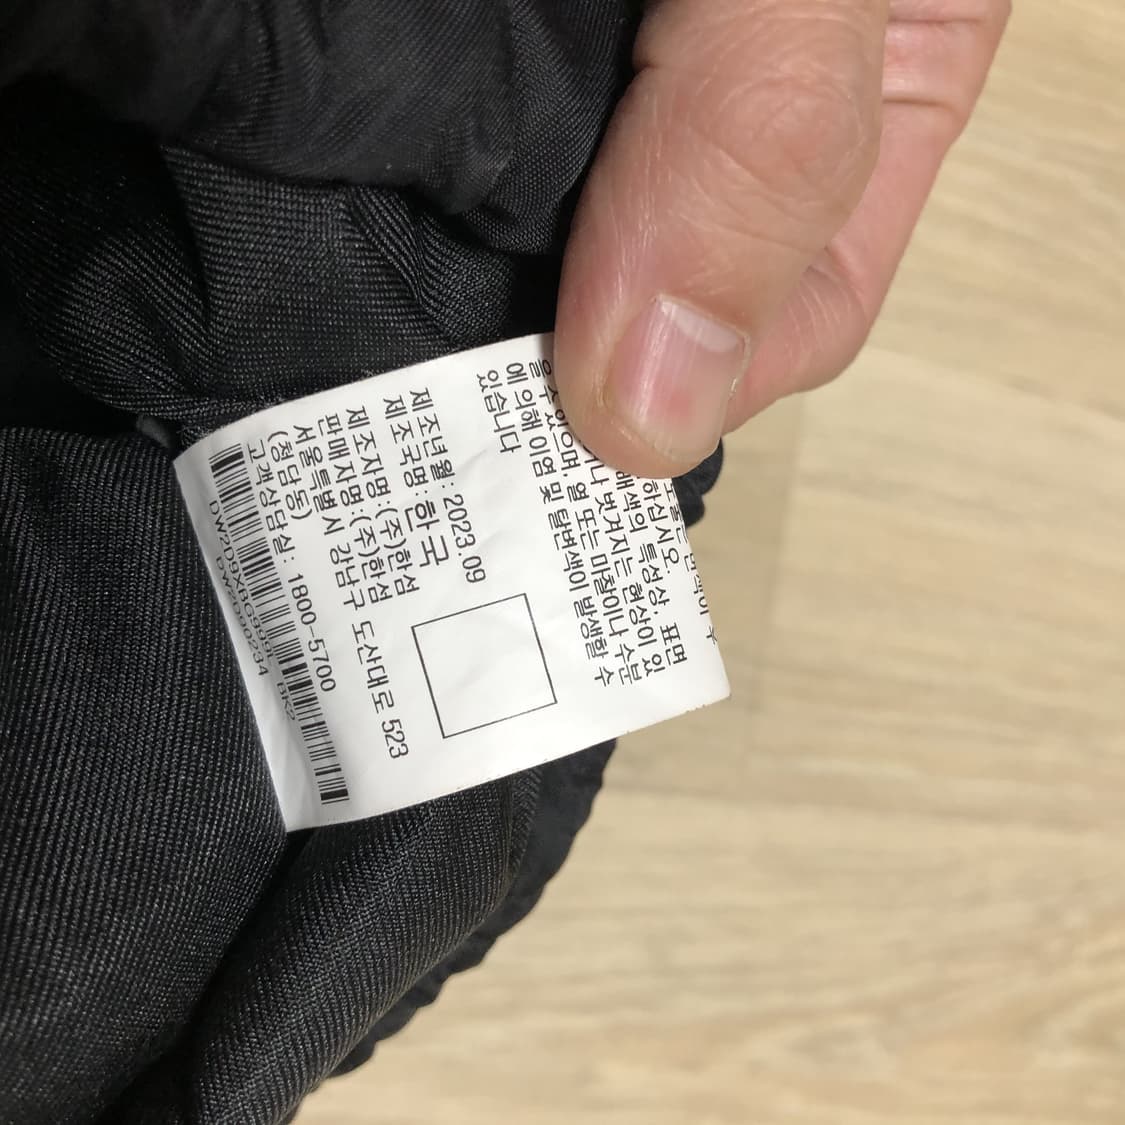 하십시오.
배색의 특성상, 표면
벗겨지는 현상이 있
있으며, 열 또는 마찰이나 수분
에 의해 이염 및 탈변색이 발생할 수
있습니다
제조년월: 2023.09
제조국명: 한국
제조자명:(주)한섬
판매자명:(주)한섬
서울특별시 강남구 도산대로 523
(청담동)
고객상담실: 1800-5700